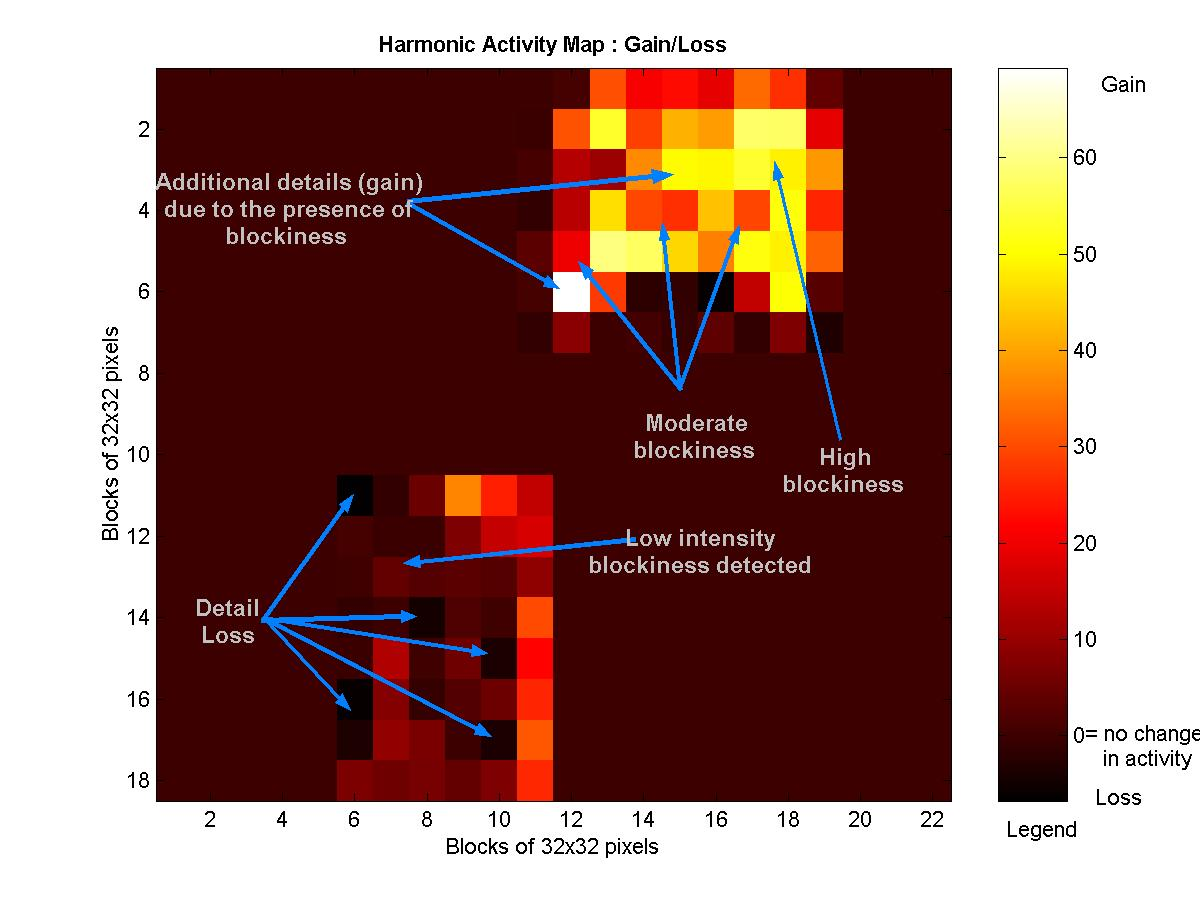 Harmonic Activity Map : Gain/Loss
Gain
2
4
6
8
10
12
14
16
18
Blocks of 32x32 pixels
Additional details (gain)
due to the presence of
blockiness
Moderate
blockiness
High
blockiness
Low intensity
blockiness detected
Detail
Loss
2
4
6
8
10
12
14
16
18
20
22
Blocks of 32x32 pixels
60
50
40
30
20
10
0= no change
in activity
Loss
Legend